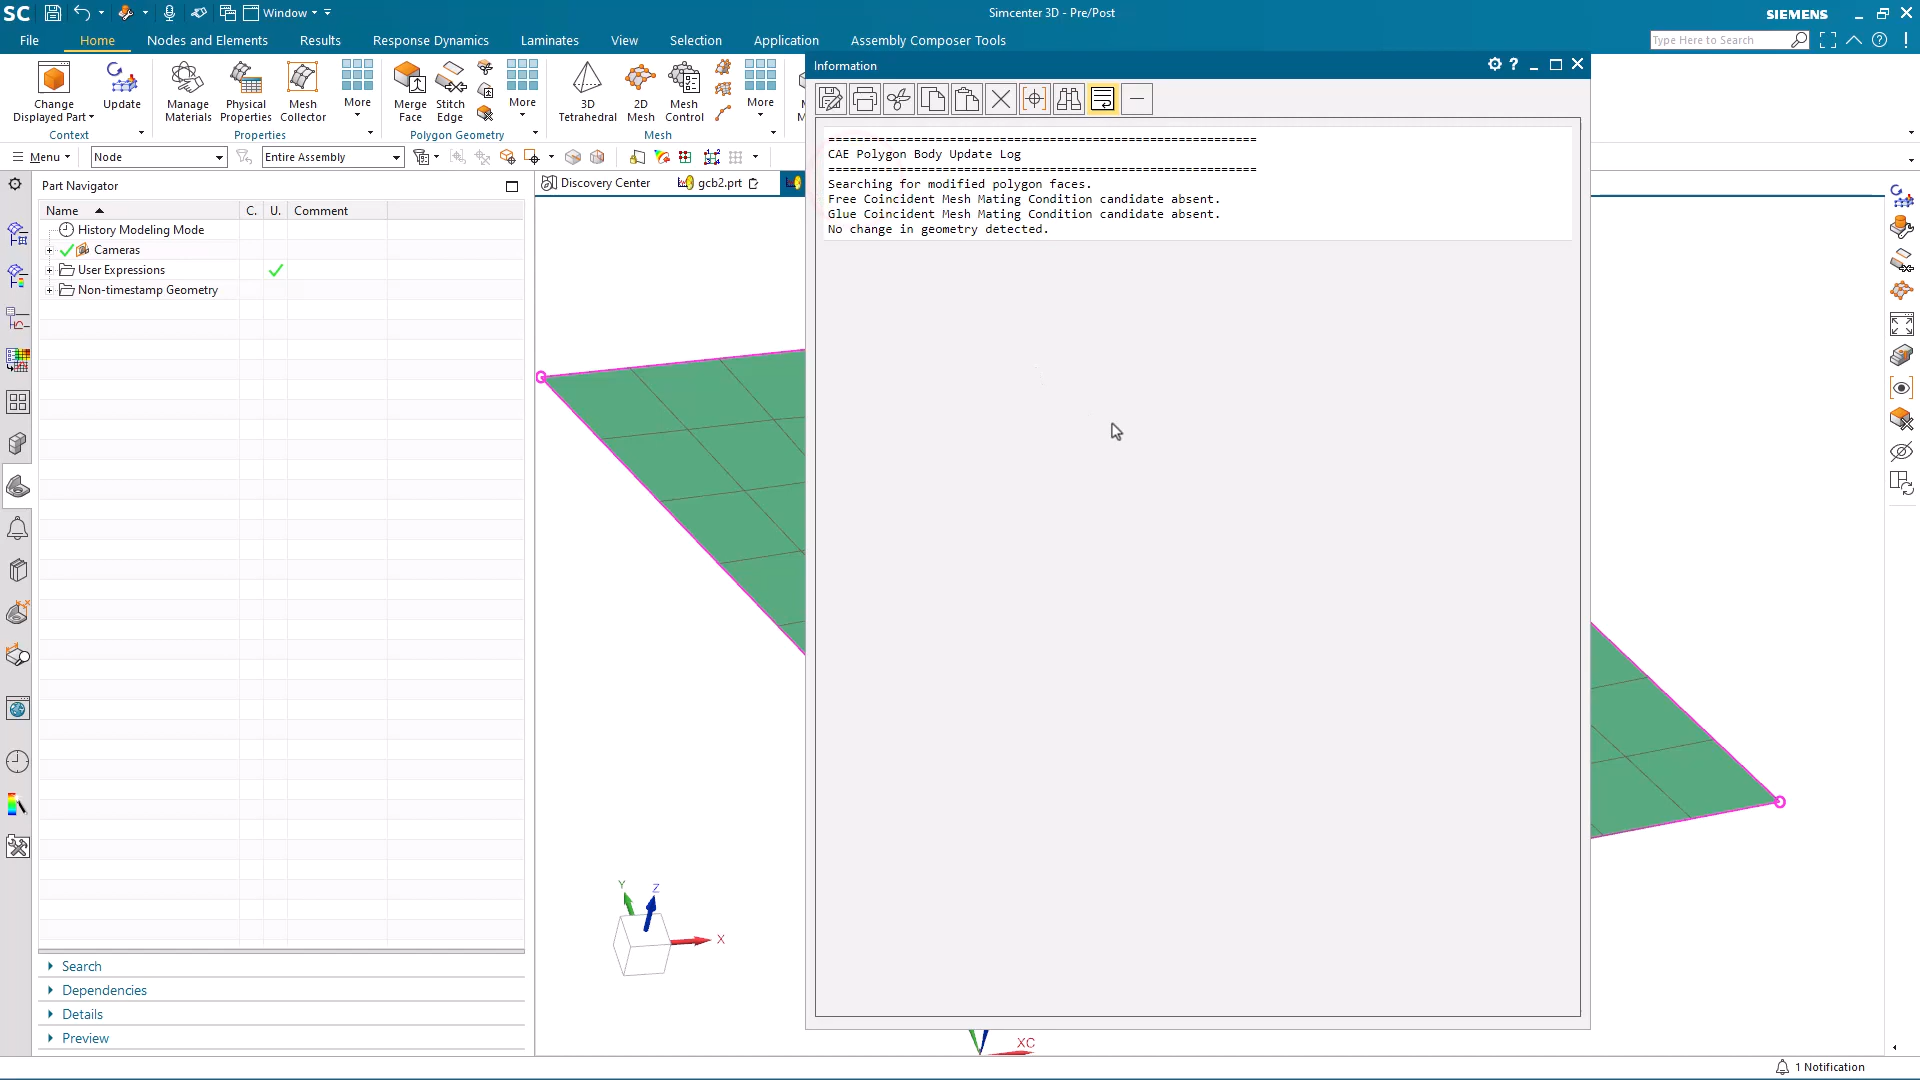 SC
Window
Simcenter 3D - Pre/Post
SIEMENS
File
Home
Nodes and Elements
Results
Response Dynamics
Laminates
View
Selection
Application
Assembly Composer Tools
Type Here to Search
Change
Displayed Part
Update
Manage
Materials
Physical
Properties
Mesh
Collector
More
Merge
Face
Stitch
Edge
More
3D
Tetrahedral
2D
Mesh
Mesh
Control
More
Context
Properties
Polygon Geometry
Mesh
Menu
Node
Entire Assembly
Part Navigator
Discovery Center
gcb2.prt
Name
C.
U.
Comment
History Modeling Mode
Cameras
User Expressions
Non-timestamp Geometry
Search
Dependencies
Details
Preview
Information
============================================================
CAE Polygon Body Update Log
============================================================
Searching for modified polygon faces.
Free Coincident Mesh Mating Condition candidate absent.
Glue Coincident Mesh Mating Condition candidate absent.
No change in geometry detected.
Y
Z
X
XC
1 Notification